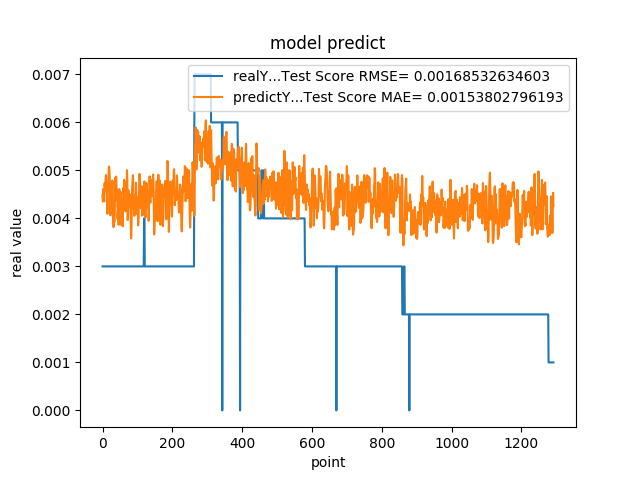 model predict
realY...Test Score RMSE= 0.00168532634603
predictY...Test Score MAE= 0.00153802796193
0.007
0.006
0.005
0.004
0.003
0.002
0.001
0.000
real value
0 200 400 600 800 1000 1200
point